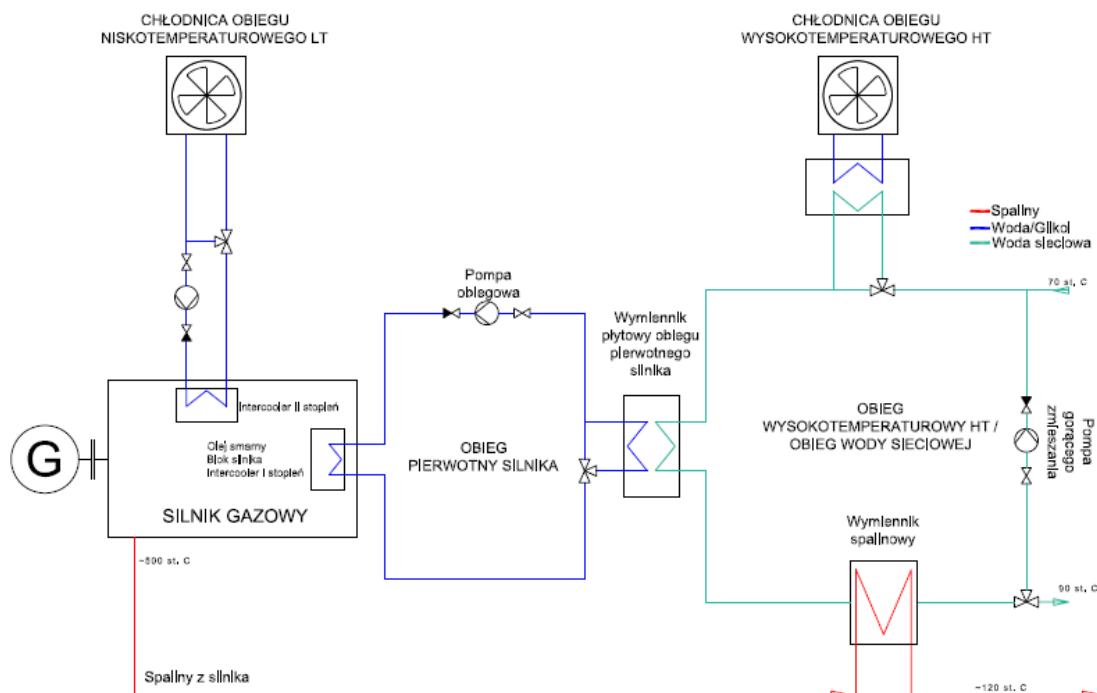 CHŁODNICA OBIEGU
NISKOTEMPERATUROWEGO LT
CHŁODNICA OBIEGU
WYSOKOTEMPERATUROWEGO HT
Spaliny
Woda/Glikol
Woda sieciowa
70 st. C
Pompa
obiegowa
Wymiennik
płytowy obiegu
pierwotnego
silnika
Intercooler II stopień
Olej smarny
Blok silnika
Intercooler I stopień
G
SILNIK GAZOWY
OBIEG
PIERWOTNY SILNIKA
OBIEG
WYSOKOTEMPERATUROWY HT /
OBIEG WODY SIECIOWEJ
Pompa
gorącego
zmieszania
Wymiennik
spalinowy
~500 st. C
90 st. C
Spaliny z silnika
~120 st. C